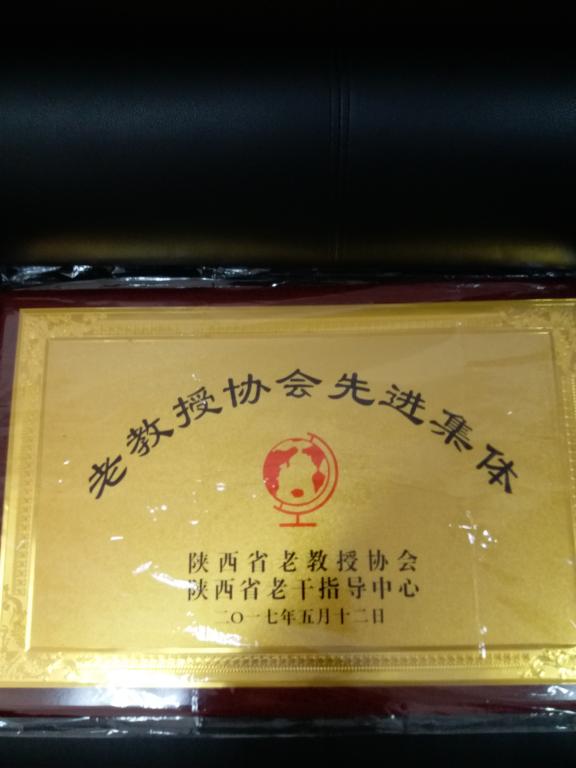 老教授协会先进集体
陕西省老教授协会
陕西省老干指导中心
二〇一七年五月十二日